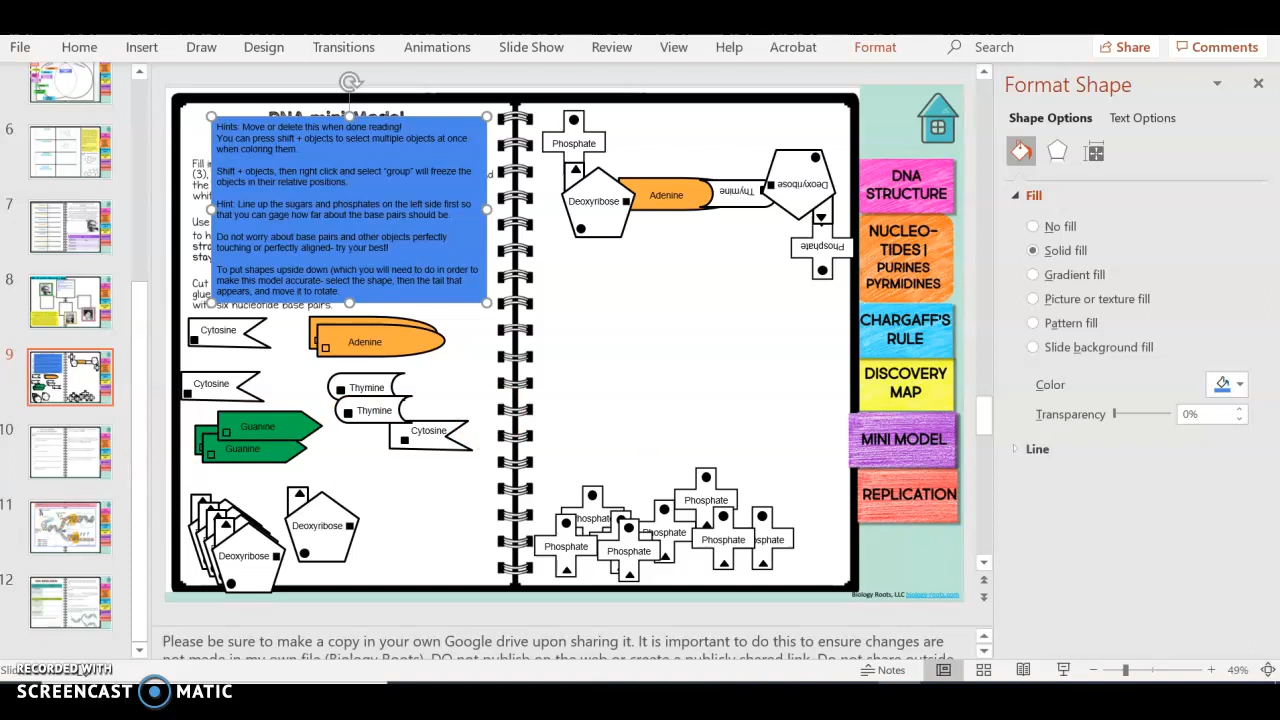 File Home Insert Draw Design Transitions Animations Slide Show Review View Help Acrobat Format Search Share Comments
Hints: Move or delete this when done reading!
You can press shift + objects to select multiple objects at once
when coloring them.
Shift + objects, then right click and select "group" will freeze the
objects in their relative positions.
Hint: Line up the sugars and phosphates on the left side first so
that you can gage how far about the base pairs should be.
Do not worry about base pairs and other objects perfectly
touching or perfectly aligned- try your best!
To put shapes upside down (which you will need to do in order to
make this model accurate- select the shape, then the tail that
appears, and move it to rotate.
with six nucleotide base pairs.
Cytosine
Adenine
Cytosine
Thymine
Thymine
Cytosine
Guanine
Guanine
Deoxyribose
Deoxyribose
Phosphate
Deoxyribose
Adenine
Thymine
Deoxyribose
Phosphate
Phosphate
Phosphate
Phosphate
Phosphate
Phosphate
Biology Roots, LLC biology-roots.com
DNA
STRUCTURE
NUCLEO-
TIDES |
PURINES
PYRMIDINES
CHARGAFF'S
RULE
DISCOVERY
MAP
MINI MODEL
REPLICATION
Format Shape
Shape Options Text Options
Fill
No fill
Solid fill
Gradient fill
Picture or texture fill
Pattern fill
Slide background fill
Color
Transparency 0%
Line
6
7
8
9
10
11
12
Please be sure to make a copy in your own Google drive upon sharing it. It is important to do this to ensure changes are
Notes 49%
RECORDED WITH
SCREENCAST MATIC